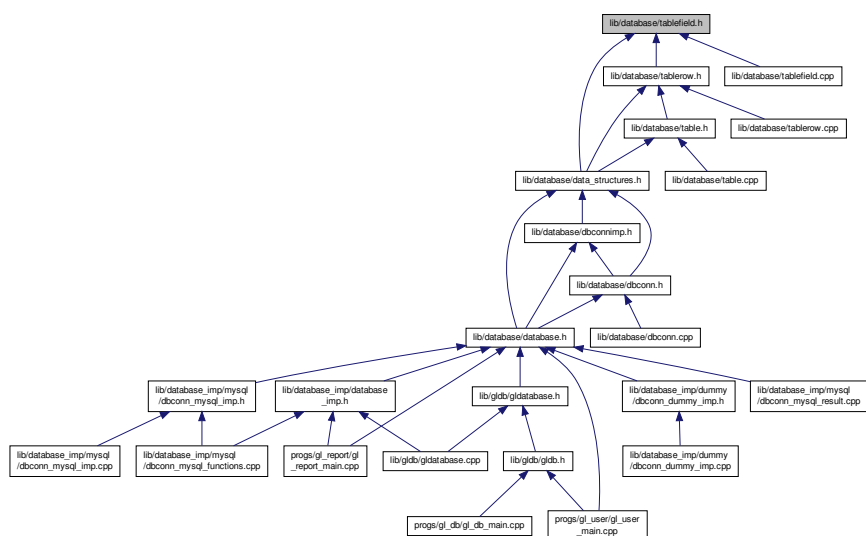 lib/database/tablefield.h
lib/database/tablerow.h
lib/database/tablefield.cpp
lib/database/table.h
lib/database/tablerow.cpp
lib/database/data_structures.h
lib/database/table.cpp
lib/database/dbconnimp.h
lib/database/dbconn.h
lib/database/database.h
lib/database/dbconn.cpp
lib/database_imp/mysql
/dbconn_mysql_imp.h
lib/database_imp/database
_imp.h
lib/gldb/gldatabase.h
lib/database_imp/dummy
/dbconn_dummy_imp.h
lib/database_imp/mysql
/dbconn_mysql_result.cpp
lib/database_imp/mysql
/dbconn_mysql_imp.cpp
lib/database_imp/mysql
/dbconn_mysql_functions.cpp
progs/gl_report/gl
_report_main.cpp
lib/gldb/gldatabase.cpp
lib/gldb/gldb.h
lib/database_imp/dummy
/dbconn_dummy_imp.cpp
progs/gl_db/gl_db_main.cpp
progs/gl_user/gl_user
_main.cpp